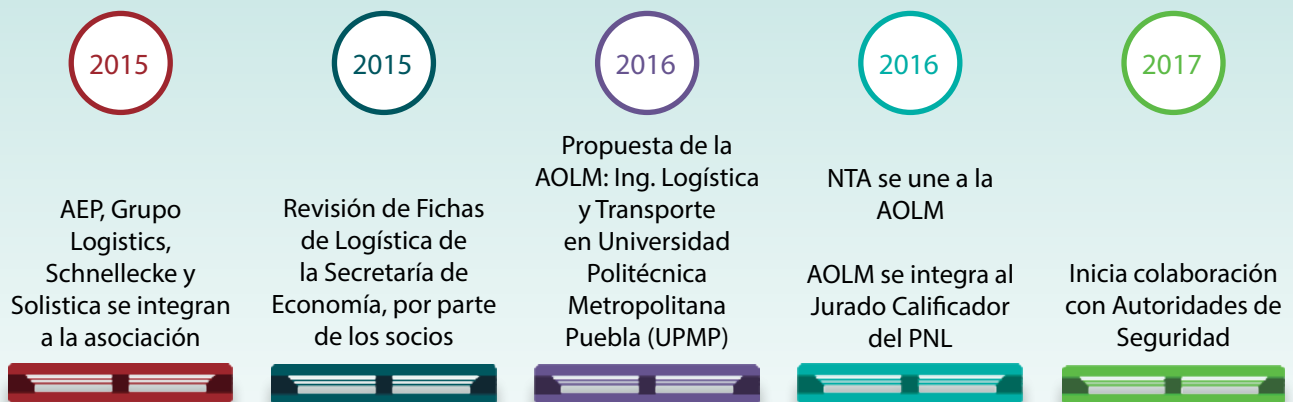 2015
AEP, Grupo
Logistics,
Schnellecke y
Solistica se integran
a la asociación
2015
Revisión de Fichas
de Logística de
la Secretaría de
Economía, por parte
de los socios
2016
Propuesta de la
AOLM: Ing. Logística
y Transporte
en Universidad
Politécnica
Metropolitana
Puebla (UPMP)
2016
NTA se une a la
AOLM
AOLM se integra al
Jurado Calificador
del PNL
2017
Inicia colaboración
con Autoridades de
Seguridad